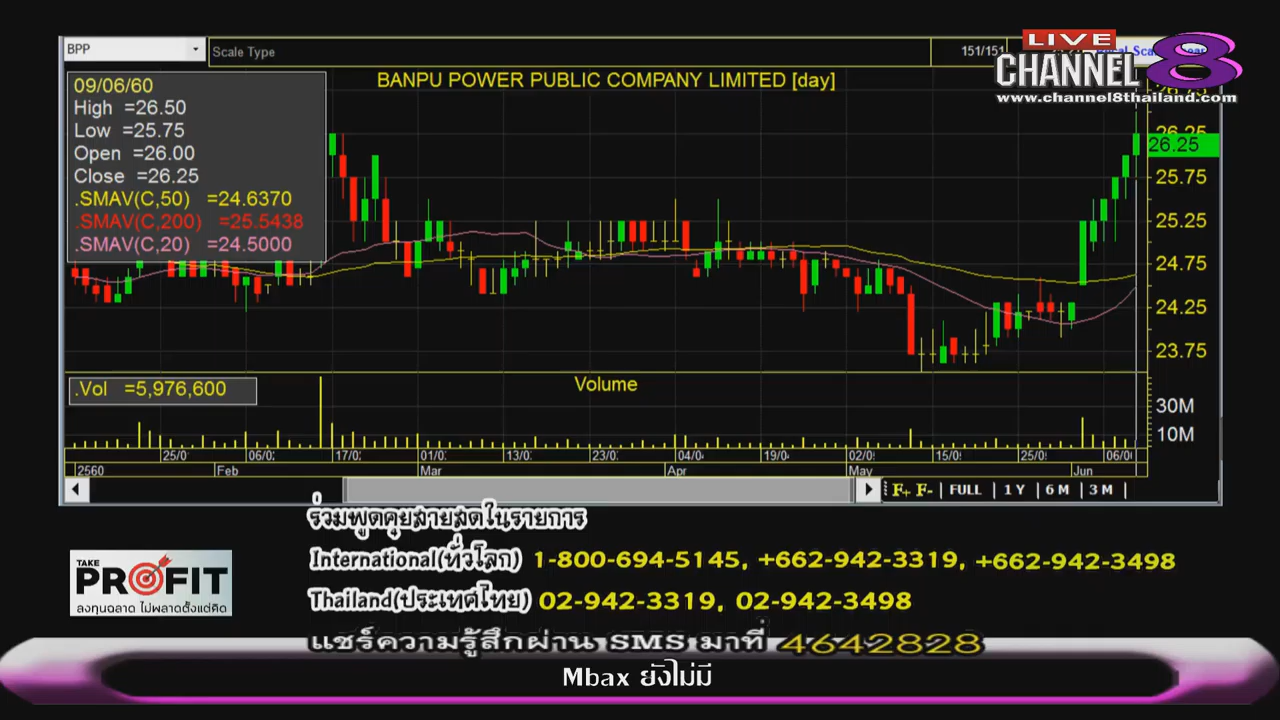 BPP
Scale Type
151/151
LIVE
CHANNEL 8
www.channel8thailand.com
BANPU POWER PUBLIC COMPANY LIMITED [day]
09/06/60
High =26.50
Low =25.75
Open =26.00
Close =26.25
.SMAV(C,50) =24.6370
.SMAV(C,200) =25.5438
.SMAV(C,20) =24.5000
26.25
26.25
25.75
25.25
24.75
24.25
23.75
.Vol =5,976,600
Volume
30M
10M
25/0 06/0 17/0 01/0 13/0 23/0 04/0 19/0 02/0 15/0 25/0 06/0
2560 Feb Mar Apr May Jun
F+ F- FULL 1 Y 6 M 3 M
ร่วมพูดคุยสายสดในรายการ
International(ทั่วโลก) 1-800-694-5145, +662-942-3319, +662-942-3498
Thailand(ประเทศไทย) 02-942-3319, 02-942-3498
แชร์ความรู้สึกผ่าน SMS มาที่ 4642828
TAKE
PROFIT
ลงทุนฉลาด ไม่พลาดตั้งแต่คิด
Mbax ยังไม่มี